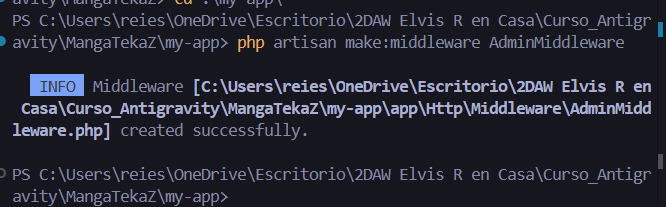 avity\MangaTekaZ> cd .\my-app\
PS C:\Users\reies\OneDrive\Escritorio\2DAW Elvis R en Casa\Curso_Antigr
avity\MangaTekaZ\my-app> php artisan make:middleware AdminMiddleware
INFO Middleware [C:\Users\reies\OneDrive\Escritorio\2DAW Elvis R en
Casa\Curso_Antigravity\MangaTekaZ\my-app\app\Http\Middleware\AdminMidd
leware.php] created successfully.
PS C:\Users\reies\OneDrive\Escritorio\2DAW Elvis R en Casa\Curso_Antigr
avity\MangaTekaZ\my-app>